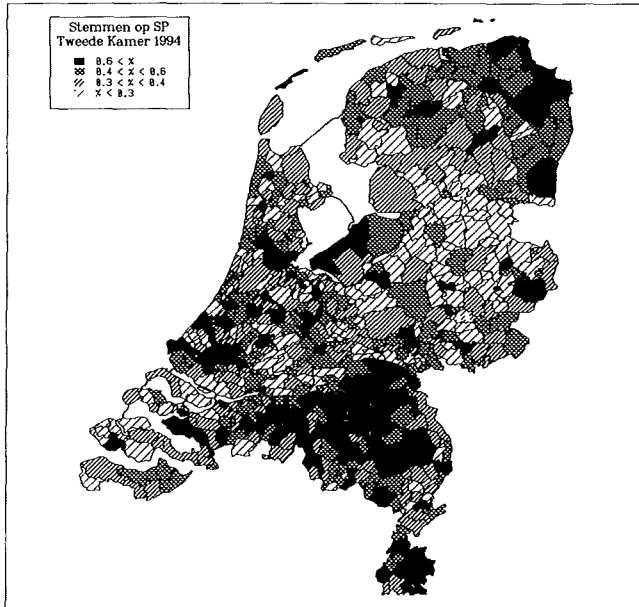 Stemmen op SP
Tweede Kamer 1994
0.6 < %
0.4 < % < 0.6
0.3 < % < 0.4
% < 0.3